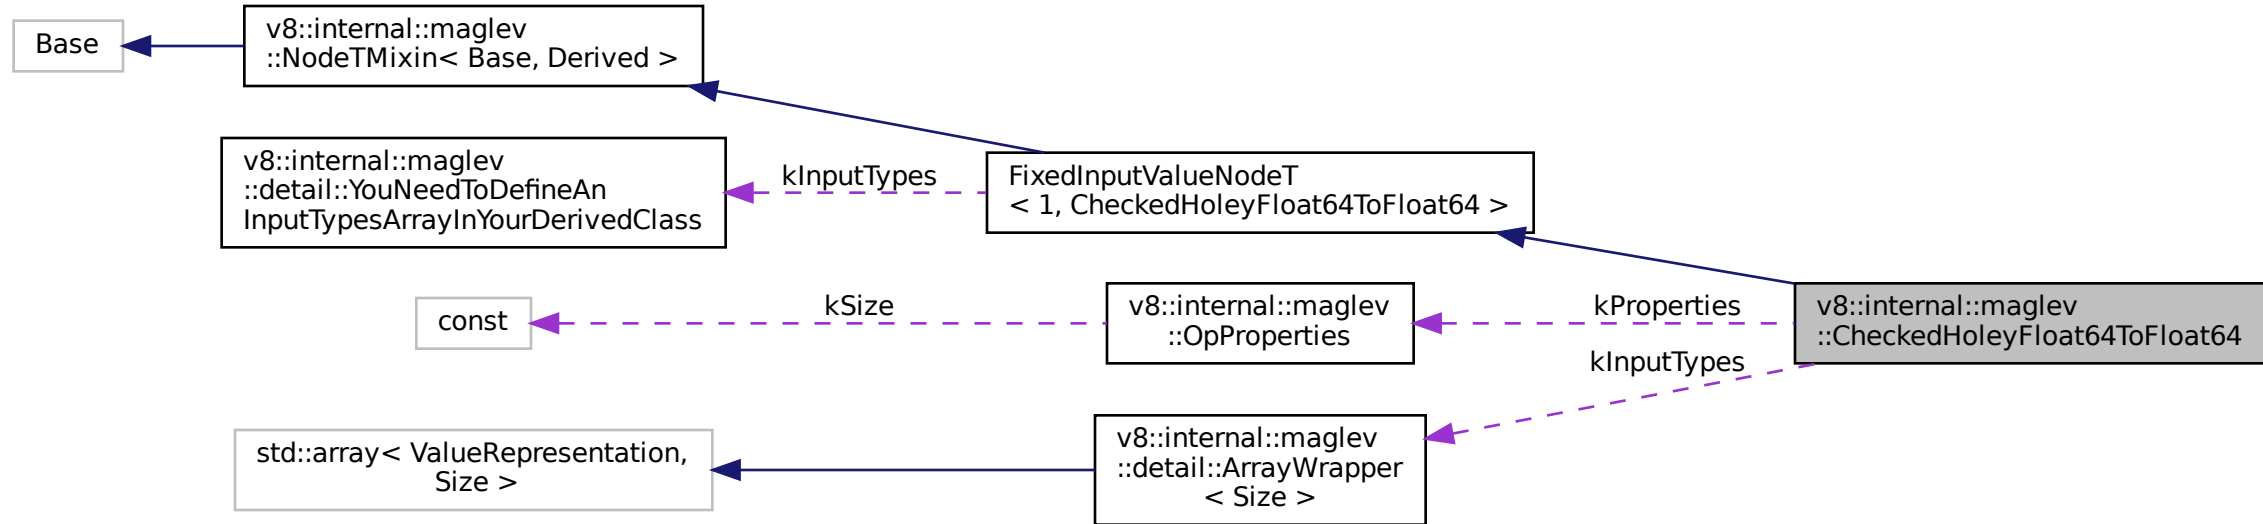 Base
v8::internal::maglev
::NodeTMixin< Base, Derived >
v8::internal::maglev
::detail::YouNeedToDefineAn
InputTypesArrayInYourDerivedClass
kInputTypes
FixedInputValueNodeT
< 1, CheckedHoleyFloat64ToFloat64 >
const
kSize
v8::internal::maglev
::OpProperties
kProperties
v8::internal::maglev
::CheckedHoleyFloat64ToFloat64
kInputTypes
std::array< ValueRepresentation,
Size >
v8::internal::maglev
::detail::ArrayWrapper
< Size >